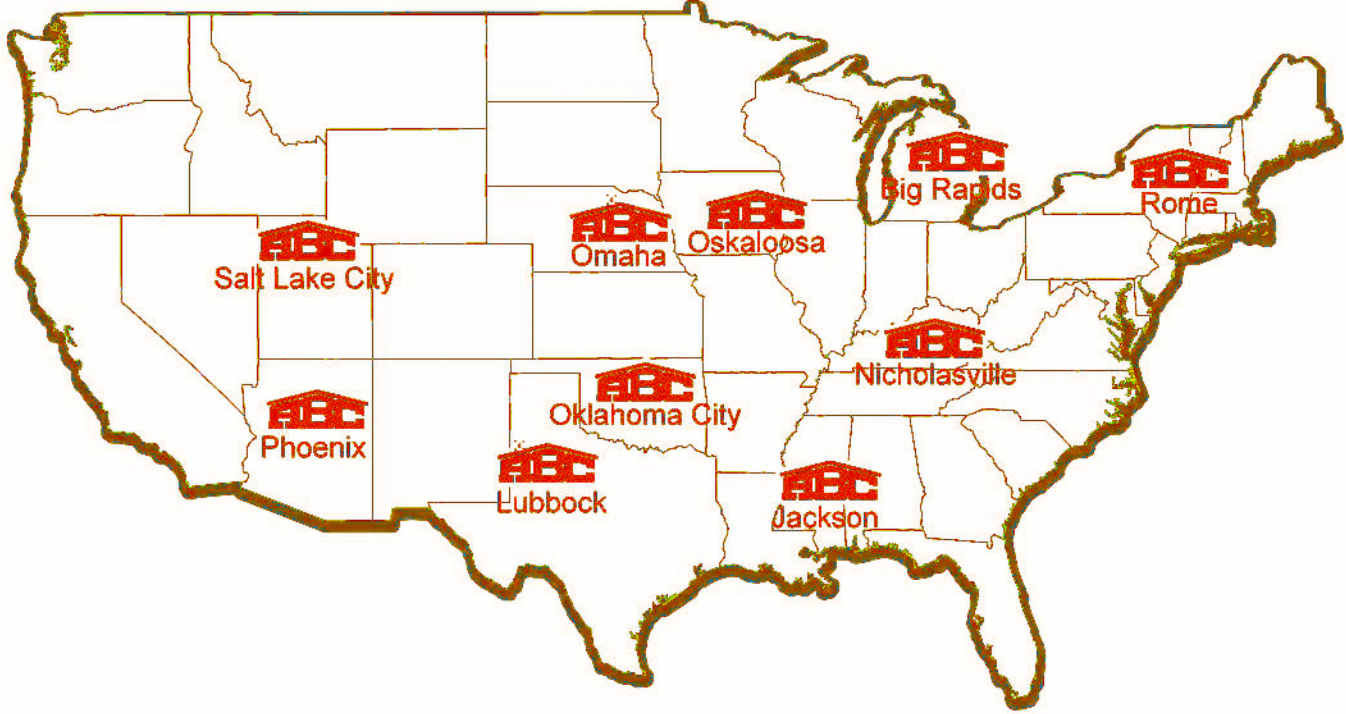 ABC
Big Rapids
ABC
Rome
ABC
Omaha
ABC
Oskaloosa
ABC
Salt Lake City
ABC
Nicholasville
ABC
Oklahoma City
ABC
Phoenix
ABC
Lubbock
ABC
Jackson